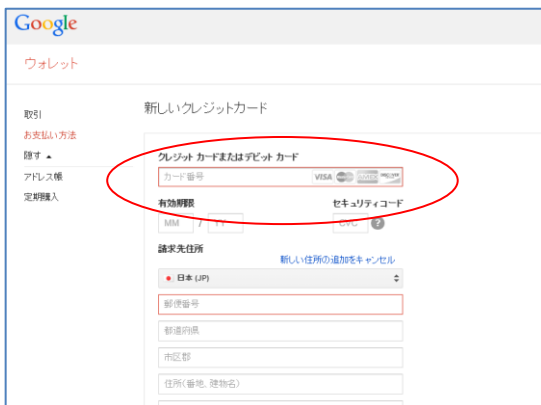 Google
ウォレット
取引
お支払い方法
隠す ▲
アドレス帳
定期購入
新しいクレジットカード
クレジット カードまたはデビット カード
カード番号 VISA
有効期限 セキュリティコード
MM / YY CVC ?
請求先住所
新しい住所の追加をキャンセル
日本 (JP)
郵便番号
都道府県
市区郡
住所(番地、建物名)